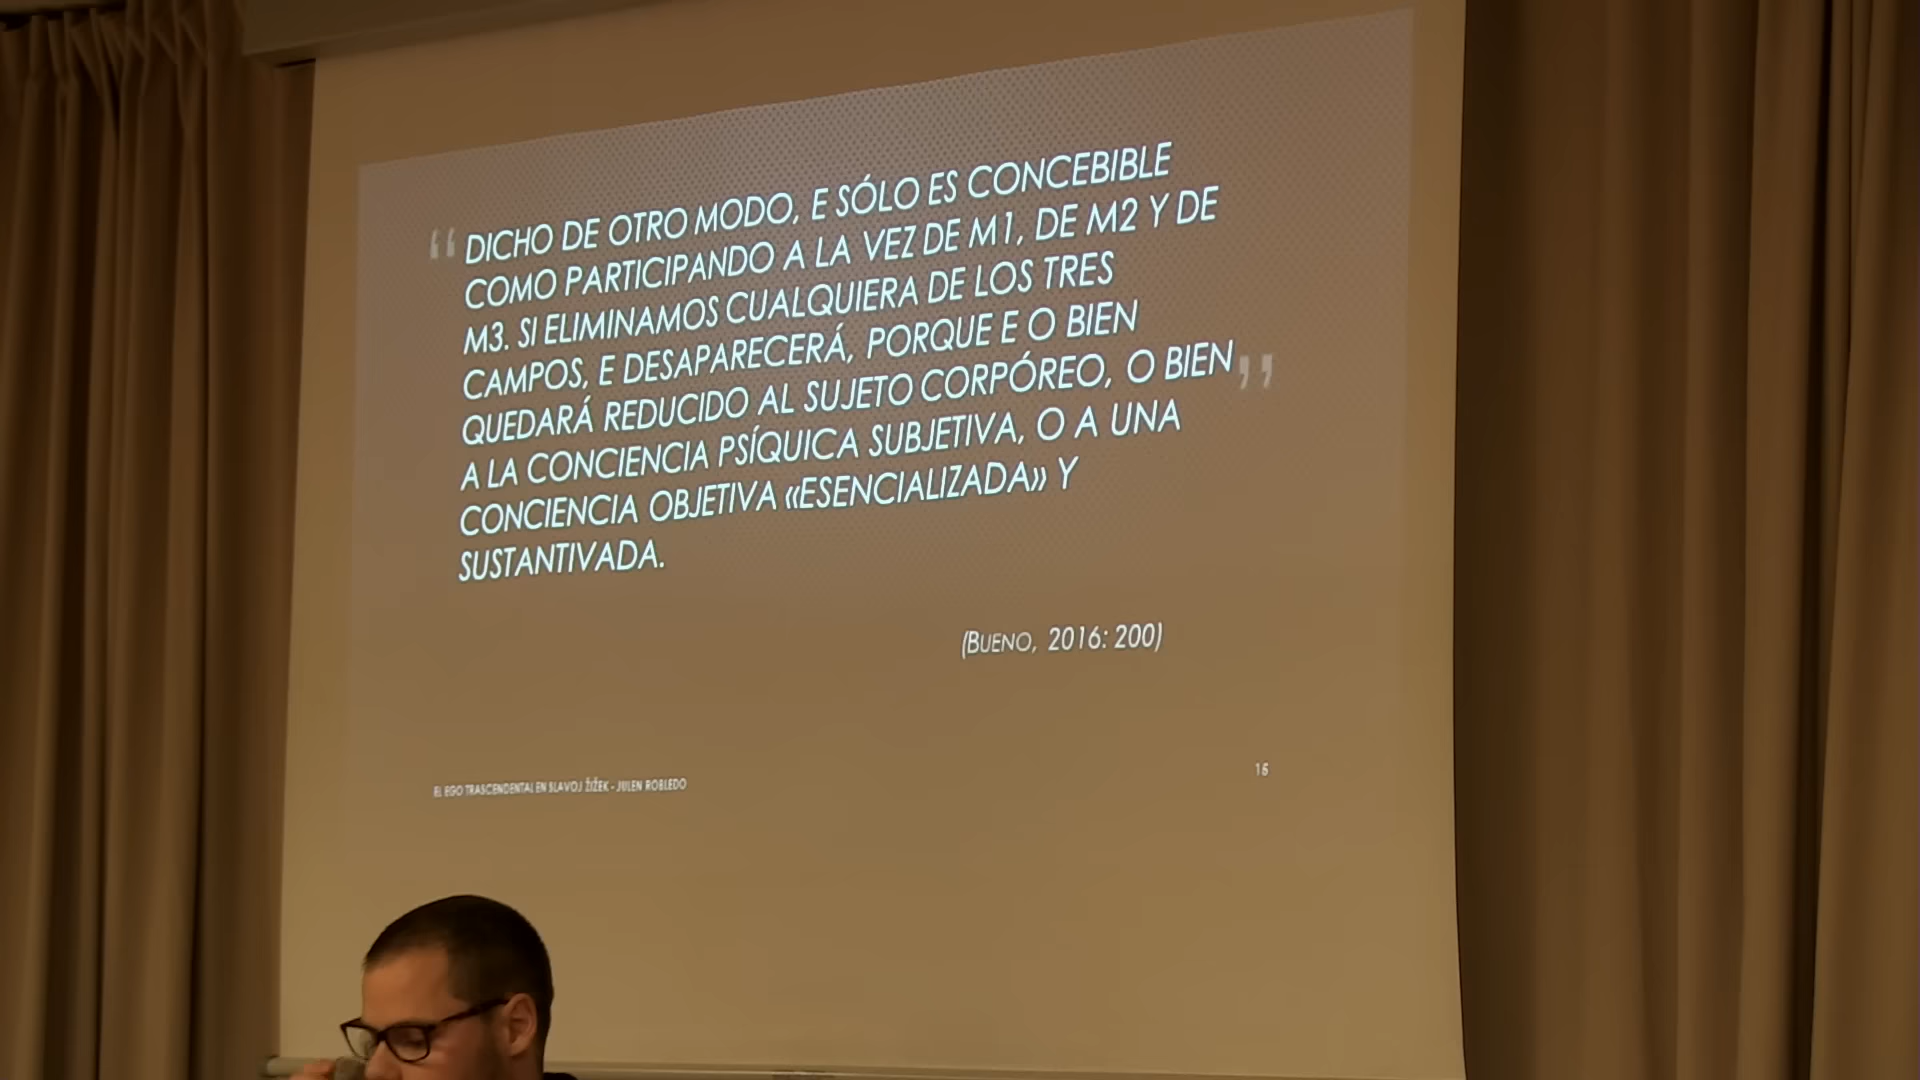 “ DICHO DE OTRO MODO, E SÓLO ES CONCEBIBLE
COMO PARTICIPANDO A LA VEZ DE M1, DE M2 Y DE
M3. SI ELIMINAMOS CUALQUIERA DE LOS TRES
CAMPOS, E DESAPARECERÁ, PORQUE E O BIEN
QUEDARÁ REDUCIDO AL SUJETO CORPÓREO, O BIEN ”
A LA CONCIENCIA PSÍQUICA SUBJETIVA, O A UNA
CONCIENCIA OBJETIVA «ESENCIALIZADA» Y
SUSTANTIVADA.
(BUENO, 2016: 200)
EL EGO TRASCENDENTAL EN SLAVOJ ŽIŽEK - JULEN ROBLEDO
15